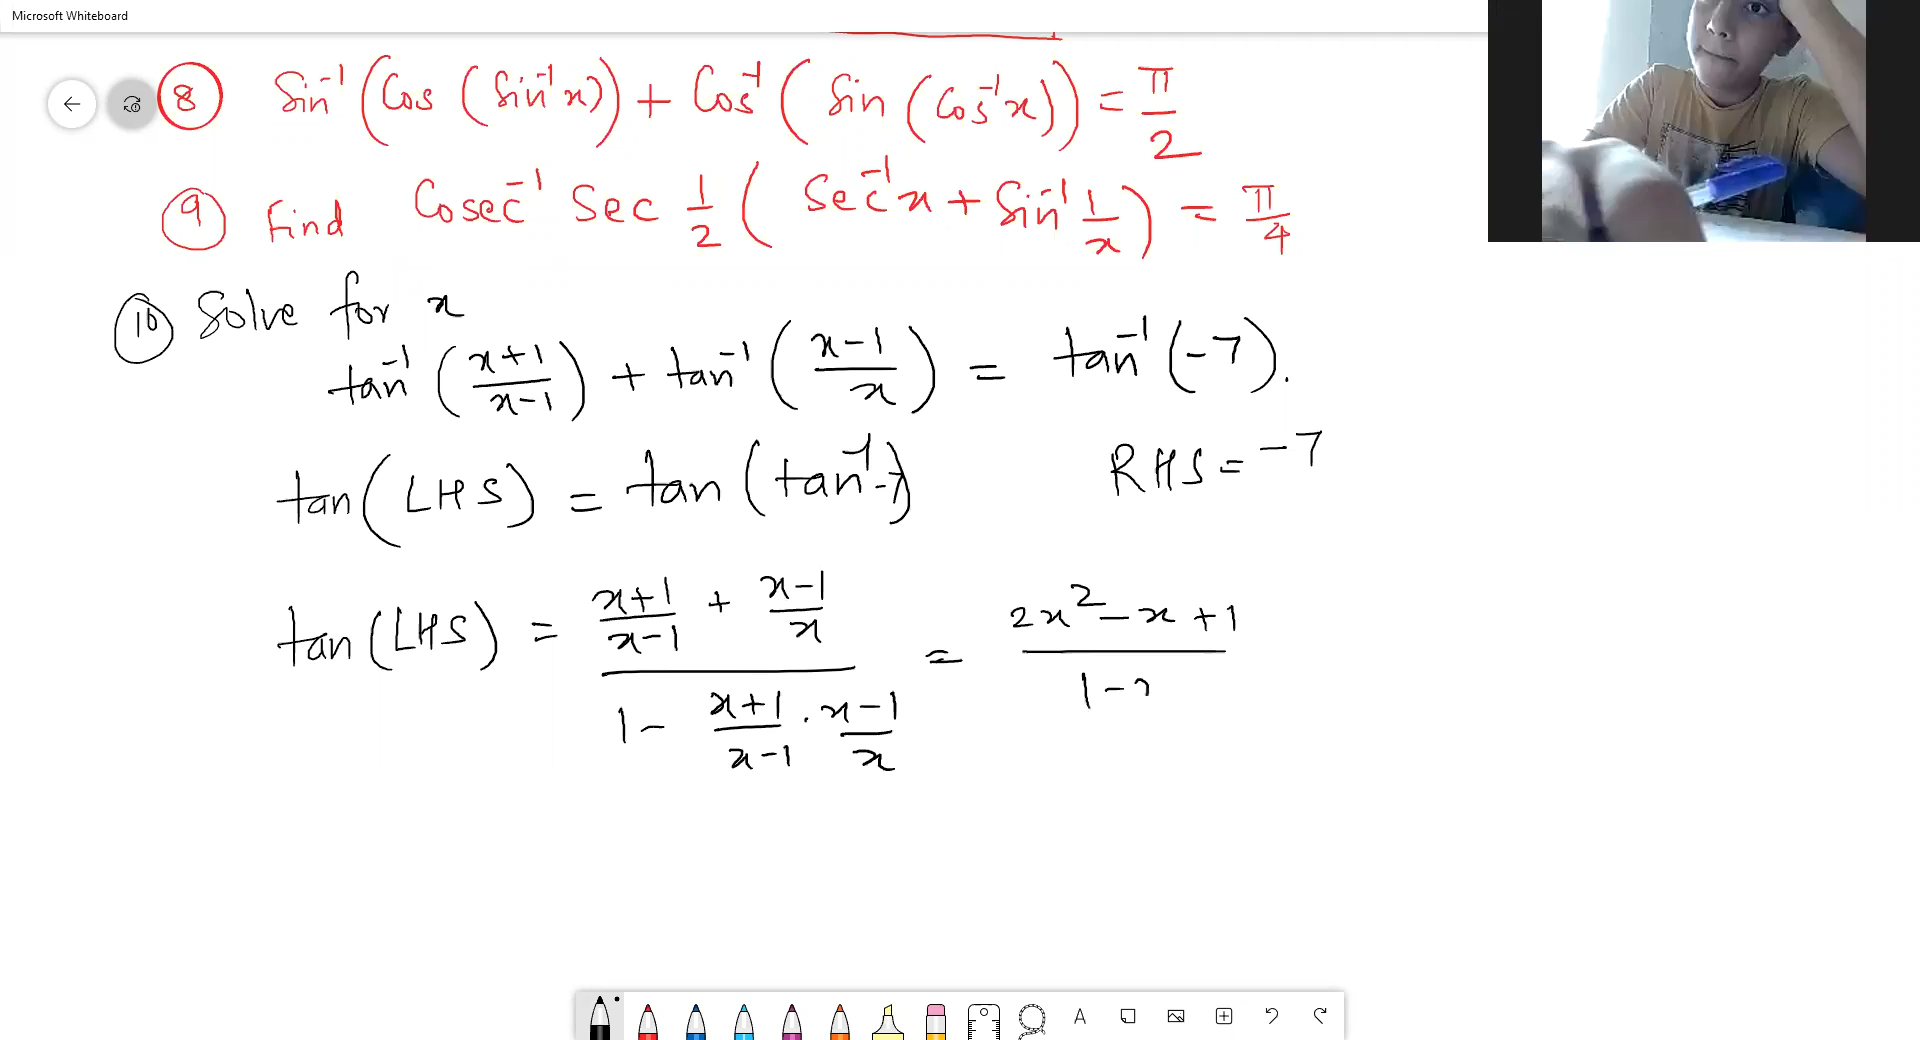 Microsoft Whiteboard
8 Sin⁻¹(Cos(Sin⁻¹x)) + Cos⁻¹(Sin(Cos⁻¹x)) = π/2
9 Find Cosec⁻¹ Sec 1/2 (Sec⁻¹x + Sin⁻¹ 1/x) = π/4
10 Solve for x
tan⁻¹((x+1)/(x-1)) + tan⁻¹((x-1)/x) = tan⁻¹(-7).
tan(LHS) = tan(tan⁻¹-7) RHS = -7
tan(LHS) = ((x+1)/(x-1) + (x-1)/x)/(1 - (x+1)/(x-1) . (x-1)/x) = (2x² - x + 1)/(1 -
A